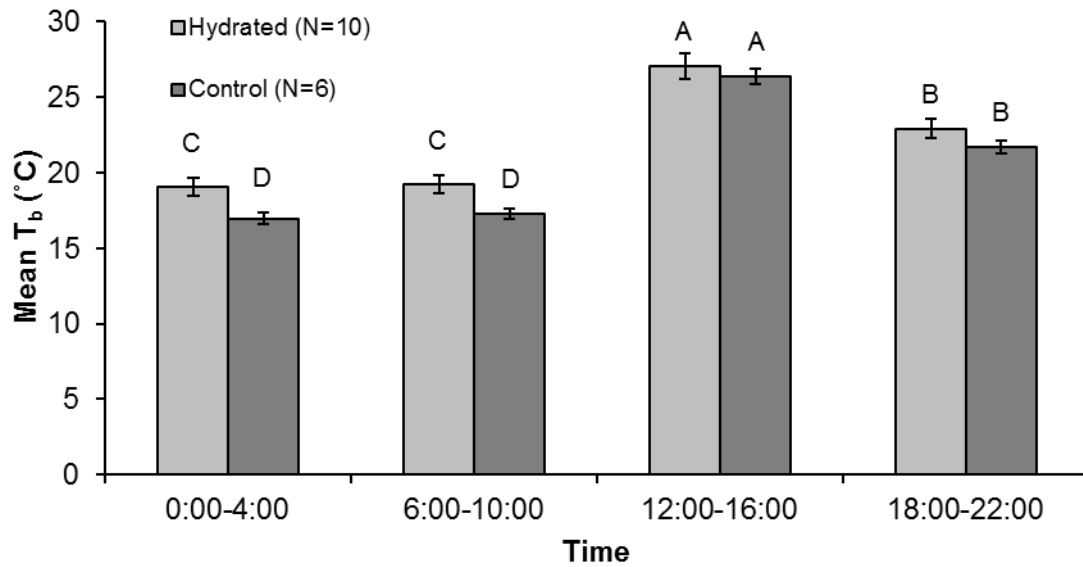 Mean T_b (˚C)
30
25
20
15
10
5
0
Hydrated (N=10)
Control (N=6)
C
D
C
D
A
A
B
B
0:00-4:00
6:00-10:00
12:00-16:00
18:00-22:00
Time